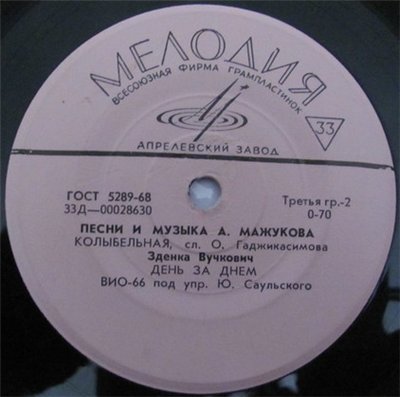 МЕЛОДИЯ
ВСЕСОЮЗНАЯ ФИРМА ГРАМПЛАСТИНОК
33
АПРЕЛЕВСКИЙ ЗАВОД
ГОСТ 5289-68 Третья гр.-2
33Д—00028630 0-70
ПЕСНИ И МУЗЫКА А. МАЖУКОВА
КОЛЫБЕЛЬНАЯ, сл. О. Гаджикасимова
Зденка Вучкович
ДЕНЬ ЗА ДНЕМ
ВИО-66 под упр. Ю. Саульского